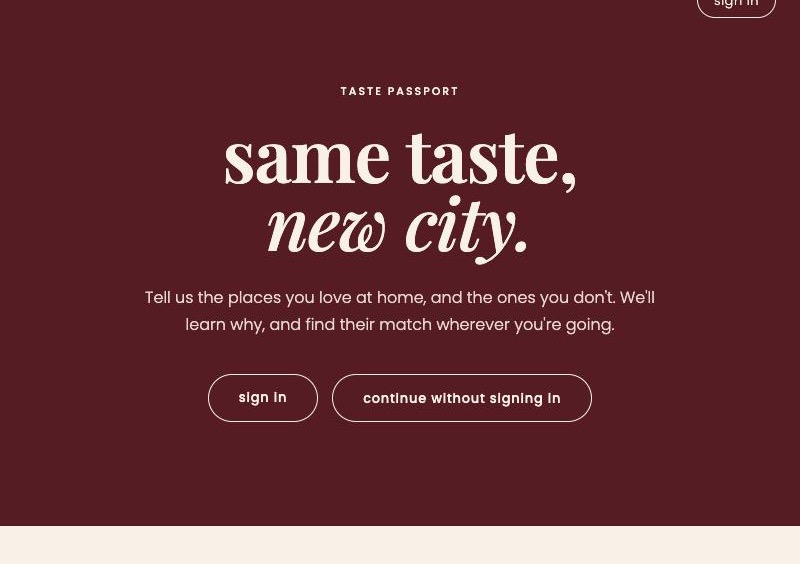 sign in
TASTE PASSPORT
same taste,
new city.
Tell us the places you love at home, and the ones you don't. We'll
learn why, and find their match wherever you're going.
sign in
continue without signing in